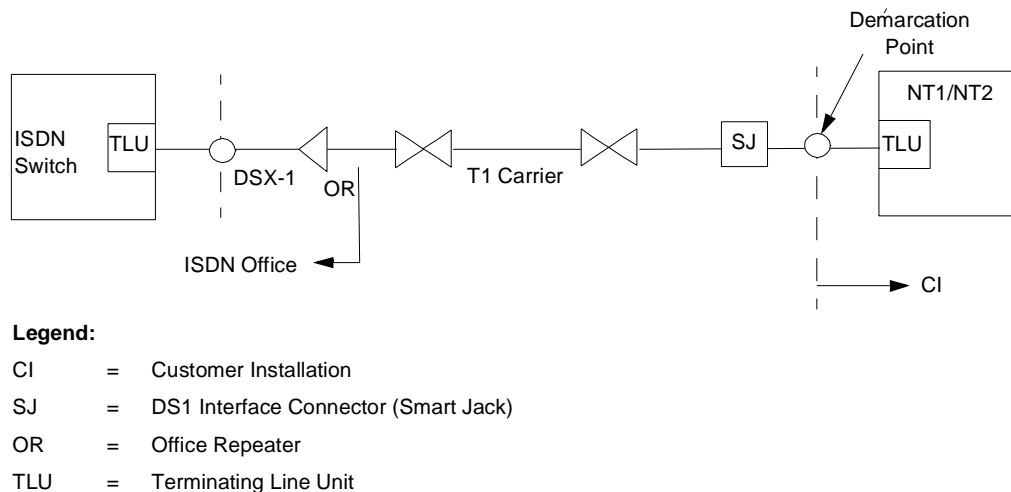 Demarcation
Point
NT1/NT2
ISDN
Switch
TLU
DSX-1
OR
T1 Carrier
SJ
TLU
ISDN Office
CI
Legend:
CI = Customer Installation
SJ = DS1 Interface Connector (Smart Jack)
OR = Office Repeater
TLU = Terminating Line Unit